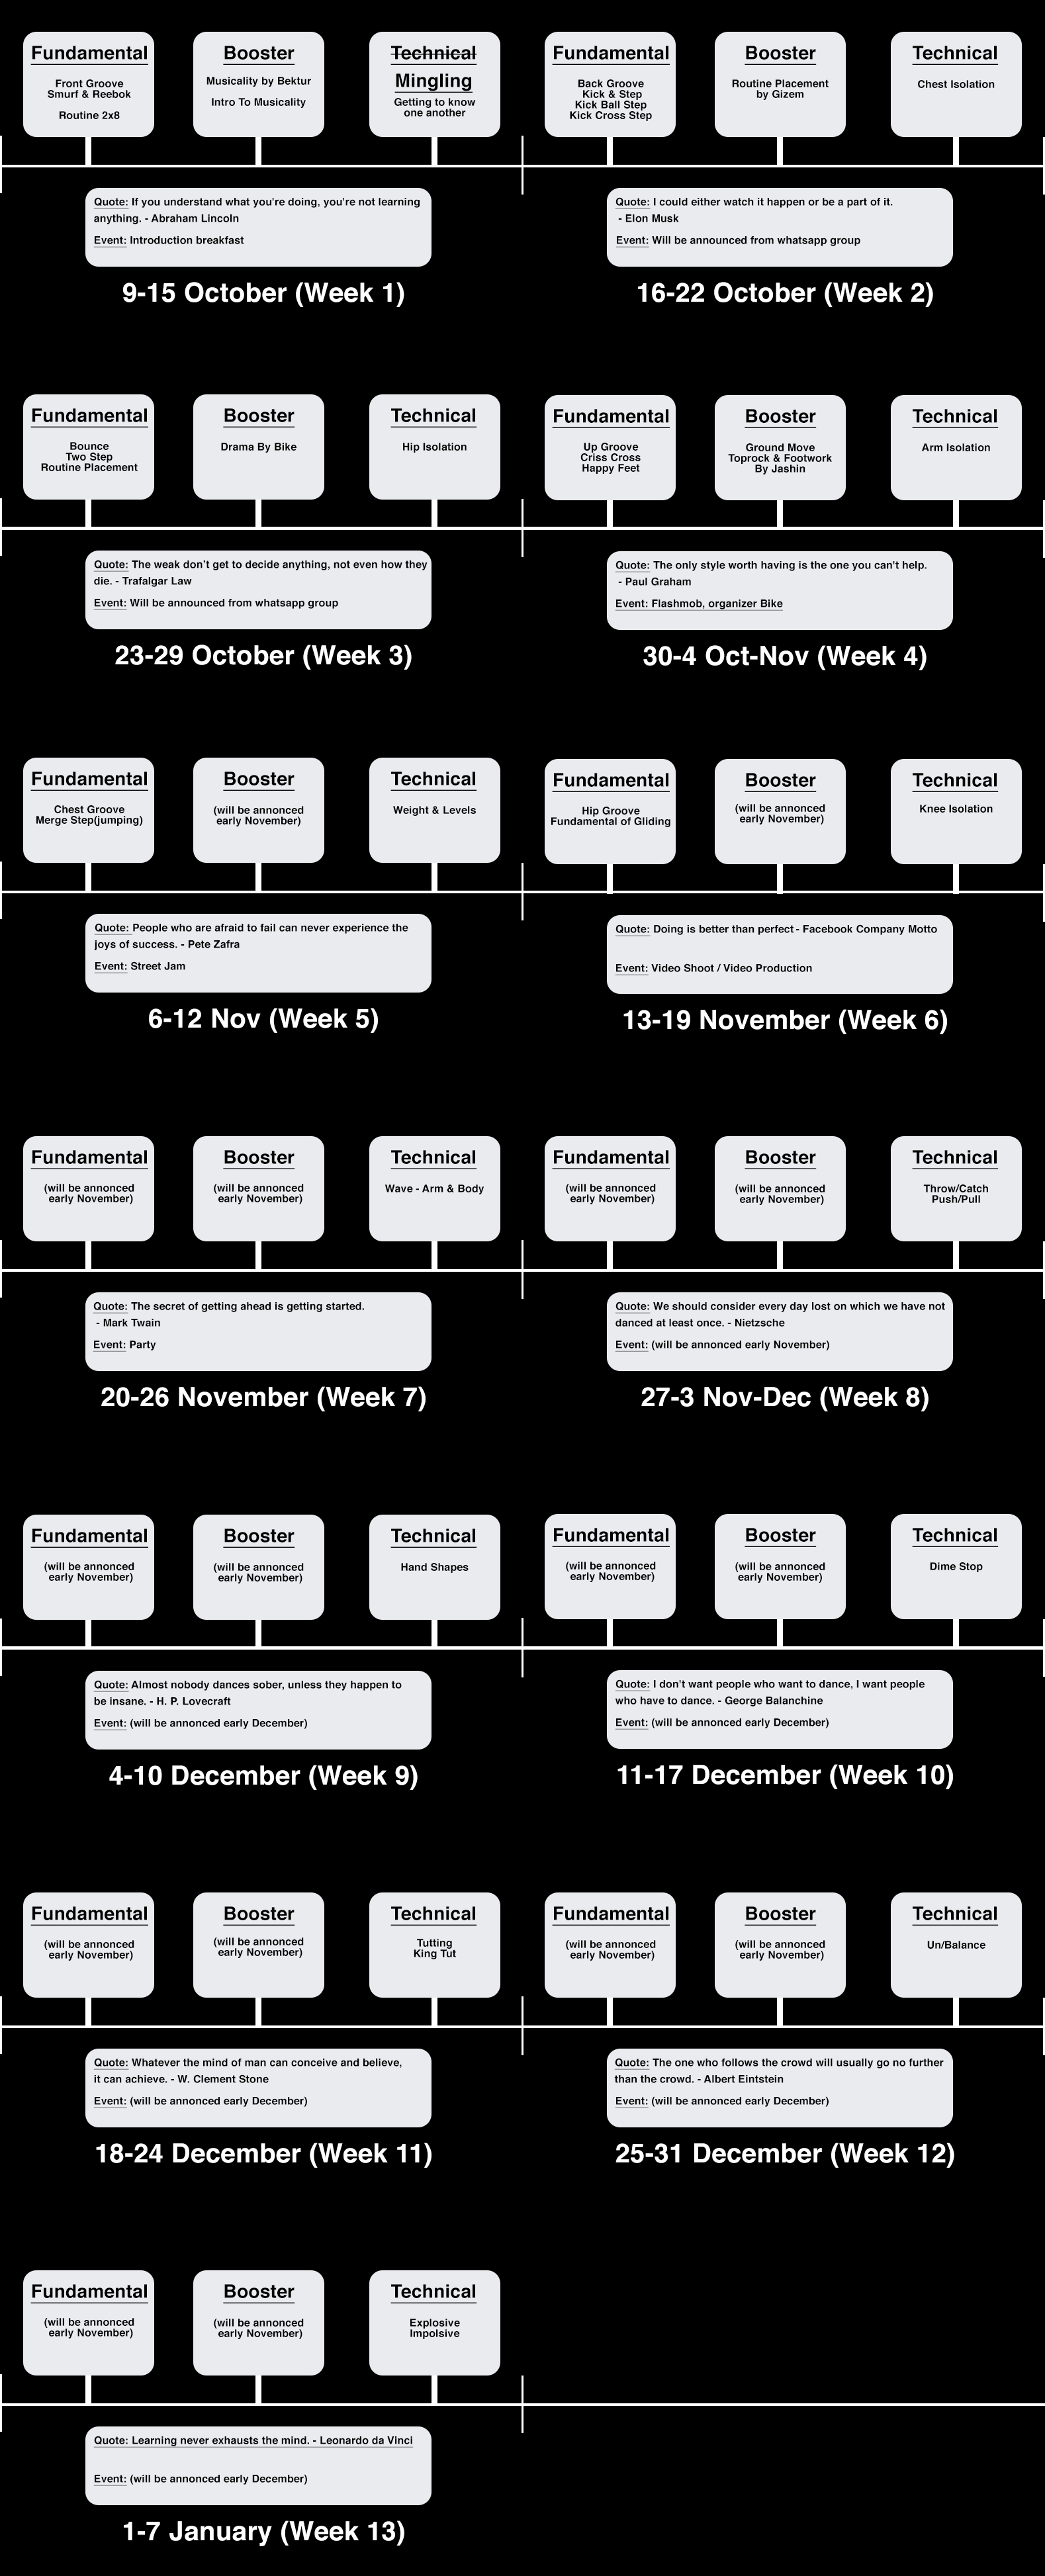 Fundamental
Front Groove
Smurf & Reebok
Routine 2x8
Booster
Musicality by Bektur
Intro To Musicality
Technical
Mingling
Getting to know
one another
Quote: If you understand what you're doing, you're not learning
anything. - Abraham Lincoln
Event: Introduction breakfast
9-15 October (Week 1)
Fundamental
Back Groove
Kick & Step
Kick Ball Step
Kick Cross Step
Booster
Routine Placement
by Gizem
Technical
Chest Isolation
Quote: I could either watch it happen or be a part of it.
- Elon Musk
Event: Will be announced from whatsapp group
16-22 October (Week 2)
Fundamental
Bounce
Two Step
Routine Placement
Booster
Drama By Bike
Technical
Hip Isolation
Quote: The weak don't get to decide anything, not even how they
die. - Trafalgar Law
Event: Will be announced from whatsapp group
23-29 October (Week 3)
Fundamental
Up Groove
Criss Cross
Happy Feet
Booster
Ground Move
Toprock & Footwork
By Jashin
Technical
Arm Isolation
Quote: The only style worth having is the one you can't help.
- Paul Graham
Event: Flashmob, organizer Bike
30-4 Oct-Nov (Week 4)
Fundamental
Chest Groove
Merge Step(jumping)
Booster
(will be annonced
early November)
Technical
Weight & Levels
Quote: People who are afraid to fail can never experience the
joys of success. - Pete Zafra
Event: Street Jam
6-12 Nov (Week 5)
Fundamental
Hip Groove
Fundamental of Gliding
Booster
(will be annonced
early November)
Technical
Knee Isolation
Quote: Doing is better than perfect - Facebook Company Motto
Event: Video Shoot / Video Production
13-19 November (Week 6)
Fundamental
(will be annonced
early November)
Booster
(will be annonced
early November)
Technical
Wave - Arm & Body
Quote: The secret of getting ahead is getting started.
- Mark Twain
Event: Party
20-26 November (Week 7)
Fundamental
(will be annonced
early November)
Booster
(will be annonced
early November)
Technical
Throw/Catch
Push/Pull
Quote: We should consider every day lost on which we have not
danced at least once. - Nietzsche
Event: (will be annonced early November)
27-3 Nov-Dec (Week 8)
Fundamental
(will be annonced
early November)
Booster
(will be annonced
early November)
Technical
Hand Shapes
Quote: Almost nobody dances sober, unless they happen to
be insane. - H. P. Lovecraft
Event: (will be annonced early December)
4-10 December (Week 9)
Fundamental
(will be annonced
early November)
Booster
(will be annonced
early November)
Technical
Dime Stop
Quote: I don't want people who want to dance, I want people
who have to dance. - George Balanchine
Event: (will be annonced early December)
11-17 December (Week 10)
Fundamental
(will be annonced
early November)
Booster
(will be annonced
early November)
Technical
Tutting
King Tut
Quote: Whatever the mind of man can conceive and believe,
it can achieve. - W. Clement Stone
Event: (will be annonced early December)
18-24 December (Week 11)
Fundamental
(will be annonced
early November)
Booster
(will be annonced
early November)
Technical
Un/Balance
Quote: The one who follows the crowd will usually go no further
than the crowd. - Albert Eintstein
Event: (will be annonced early December)
25-31 December (Week 12)
Fundamental
(will be annonced
early November)
Booster
(will be annonced
early November)
Technical
Explosive
Impolsive
Quote: Learning never exhausts the mind. - Leonardo da Vinci
Event: (will be annonced early December)
1-7 January (Week 13)